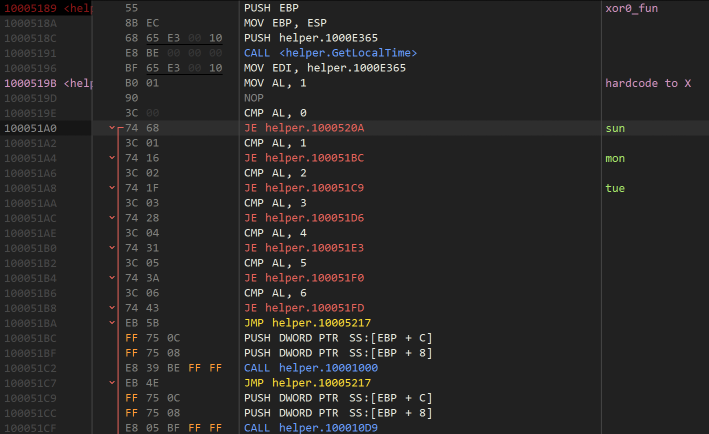 10005189 <help 55 PUSH EBP xor0_fun
1000518A 8B EC MOV EBP, ESP
1000518C 68 65 E3 00 10 PUSH helper.1000E365
10005191 E8 BE 00 00 00 CALL <helper.GetLocalTime>
10005196 BF 65 E3 00 10 MOV EDI, helper.1000E365
1000519B <help B0 01 MOV AL, 1 hardcode to X
1000519D 90 NOP
1000519E 3C 00 CMP AL, 0
100051A0 74 68 JE helper.1000520A sun
100051A2 3C 01 CMP AL, 1
100051A4 74 16 JE helper.100051BC mon
100051A6 3C 02 CMP AL, 2
100051A8 74 1F JE helper.100051C9 tue
100051AA 3C 03 CMP AL, 3
100051AC 74 28 JE helper.100051D6
100051AE 3C 04 CMP AL, 4
100051B0 74 31 JE helper.100051E3
100051B2 3C 05 CMP AL, 5
100051B4 74 3A JE helper.100051F0
100051B6 3C 06 CMP AL, 6
100051B8 74 43 JE helper.100051FD
100051BA EB 5B JMP helper.10005217
100051BC FF 75 0C PUSH DWORD PTR SS:[EBP + C]
100051BF FF 75 08 PUSH DWORD PTR SS:[EBP + 8]
100051C2 E8 39 BE FF FF CALL helper.10001000
100051C7 EB 4E JMP helper.10005217
100051C9 FF 75 0C PUSH DWORD PTR SS:[EBP + C]
100051CC FF 75 08 PUSH DWORD PTR SS:[EBP + 8]
100051CF E8 05 BF FF FF CALL helper.100010D9